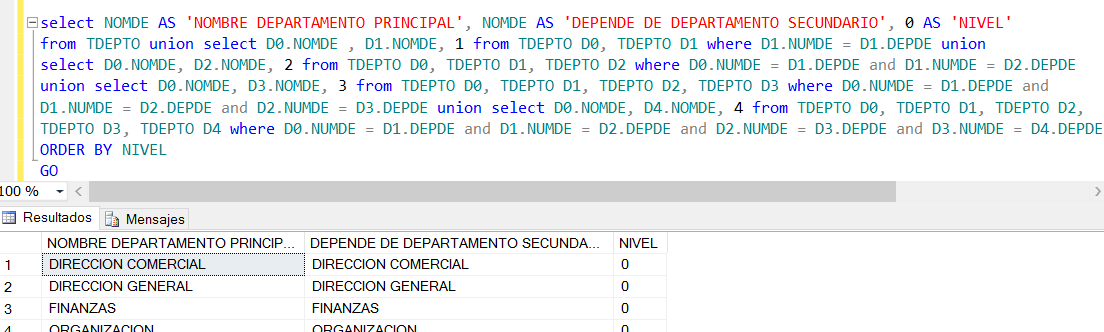 select NOMDE AS 'NOMBRE DEPARTAMENTO PRINCIPAL', NOMDE AS 'DEPENDE DE DEPARTAMENTO SECUNDARIO', 0 AS 'NIVEL'
from TDEPTO union select D0.NOMDE , D1.NOMDE, 1 from TDEPTO D0, TDEPTO D1 where D1.NUMDE = D1.DEPDE union
select D0.NOMDE, D2.NOMDE, 2 from TDEPTO D0, TDEPTO D1, TDEPTO D2 where D0.NUMDE = D1.DEPDE and D1.NUMDE = D2.DEPDE
union select D0.NOMDE, D3.NOMDE, 3 from TDEPTO D0, TDEPTO D1, TDEPTO D2, TDEPTO D3 where D0.NUMDE = D1.DEPDE and
D1.NUMDE = D2.DEPDE and D2.NUMDE = D3.DEPDE union select D0.NOMDE, D4.NOMDE, 4 from TDEPTO D0, TDEPTO D1, TDEPTO D2,
TDEPTO D3, TDEPTO D4 where D0.NUMDE = D1.DEPDE and D1.NUMDE = D2.DEPDE and D2.NUMDE = D3.DEPDE and D3.NUMDE = D4.DEPDE
ORDER BY NIVEL
GO
100 %
Resultados Mensajes
NOMBRE DEPARTAMENTO PRINCIP... DEPENDE DE DEPARTAMENTO SECUNDA... NIVEL
1 DIRECCION COMERCIAL DIRECCION COMERCIAL 0
2 DIRECCION GENERAL DIRECCION GENERAL 0
3 FINANZAS FINANZAS 0
4 ORGANIZACION ORGANIZACION 0